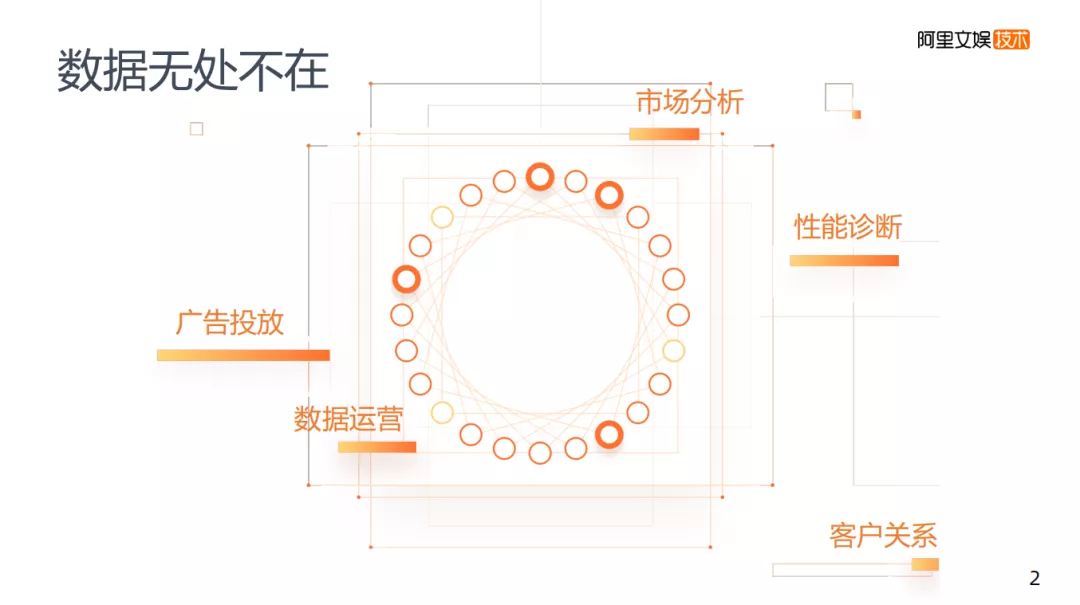 数据无处不在
阿里文娱技术
市场分析
性能诊断
广告投放
数据运营
客户关系
2